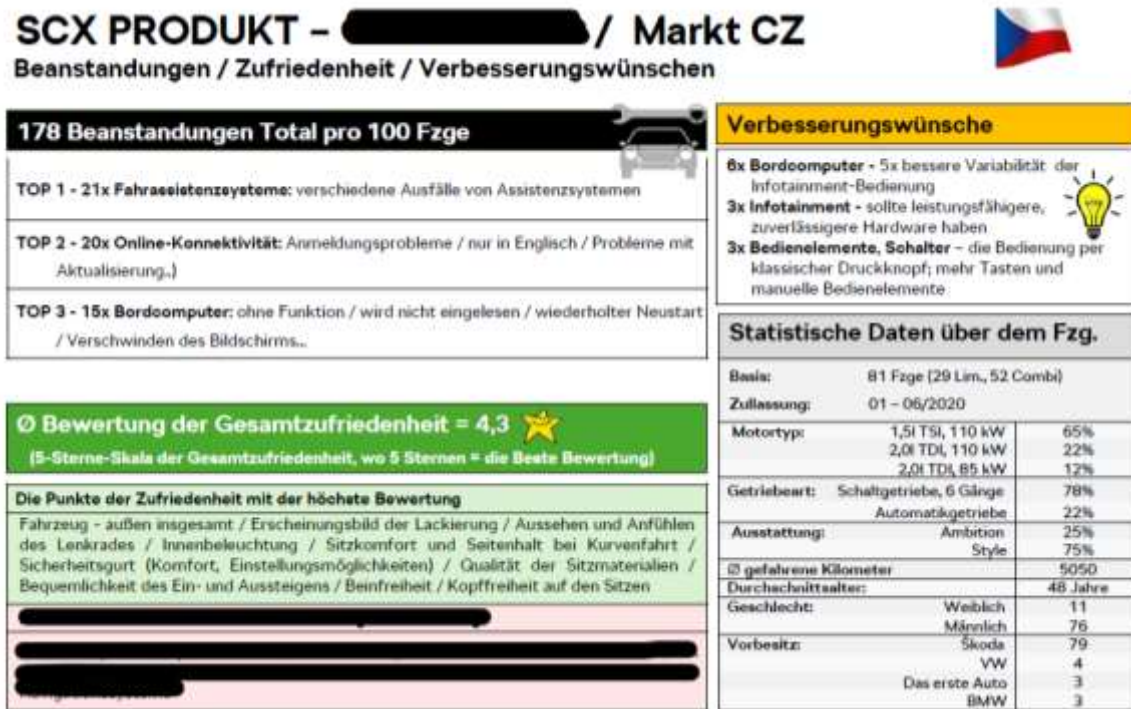 SCX PRODUKT – / Markt CZ
Beanstandungen / Zufriedenheit / Verbesserungswünschen
178 Beanstandungen Total pro 100 Fzge
TOP 1 - 21x Fahrassistenzsysteme: verschiedene Ausfälle von Assistenzsystemen
TOP 2 - 20x Online-Konnektivität: Anmeldungsprobleme / nur in Englisch / Probleme mit
Aktualisierung..)
TOP 3 - 15x Bordcomputer: ohne Funktion / wird nicht eingelesen / wiederholter Neustart
/ Verschwinden des Bildschirms...
Ø Bewertung der Gesamtzufriedenheit = 4,3
(5-Sterne-Skala der Gesamtzufriedenheit, wo 5 Sternen = die Beste Bewertung)
Die Punkte der Zufriedenheit mit der höchste Bewertung
Fahrzeug - außen insgesamt / Erscheinungsbild der Lackierung / Aussehen und Anfühlen
des Lenkrades / Innenbeleuchtung / Sitzkomfort und Seitenhalt bei Kurvenfahrt /
Sicherheitsgurt (Komfort, Einstellungsmöglichkeiten) / Qualität der Sitzmaterialien /
Bequemlichkeit des Ein- und Aussteigens / Beinfreiheit / Kopffreiheit auf den Sitzen
Verbesserungswünsche
6x Bordcomputer - 5x bessere Variabilität der
Infotainment-Bedienung
3x Infotainment - sollte leistungsfähigere,
zuverlässigere Hardware haben
3x Bedienelemente, Schalter – die Bedienung per
klassischer Druckknopf; mehr Tasten und
manuelle Bedienelemente
Statistische Daten über dem Fzg.
Basis: 81 Fzge (29 Lim., 52 Combi)
Zullassung: 01 – 06/2020
Motortyp: 1,5l TSI, 110 kW 65%
2,0l TDI, 110 kW 22%
2,0l TDI, 85 kW 12%
Getriebeart: Schaltgetriebe, 6 Gänge 78%
Automatikgetriebe 22%
Ausstattung: Ambition 25%
Style 75%
Ø gefahrene Kilometer 5050
Durchschnittsalter: 48 Jahre
Geschlecht: Weiblich 11
Männlich 76
Vorbesitz: Škoda 79
VW 4
Das erste Auto 3
BMW 3